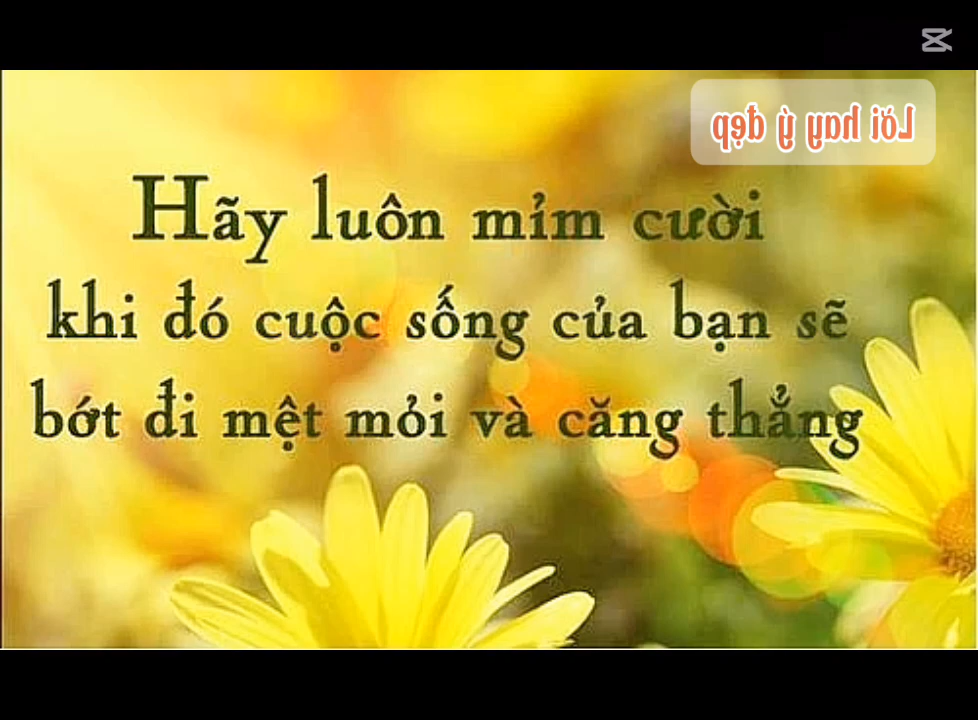 Lời hay ý đẹp
Hãy luôn mỉm cười
khi đó cuộc sống của bạn sẽ
bớt đi mệt mỏi và căng thẳng